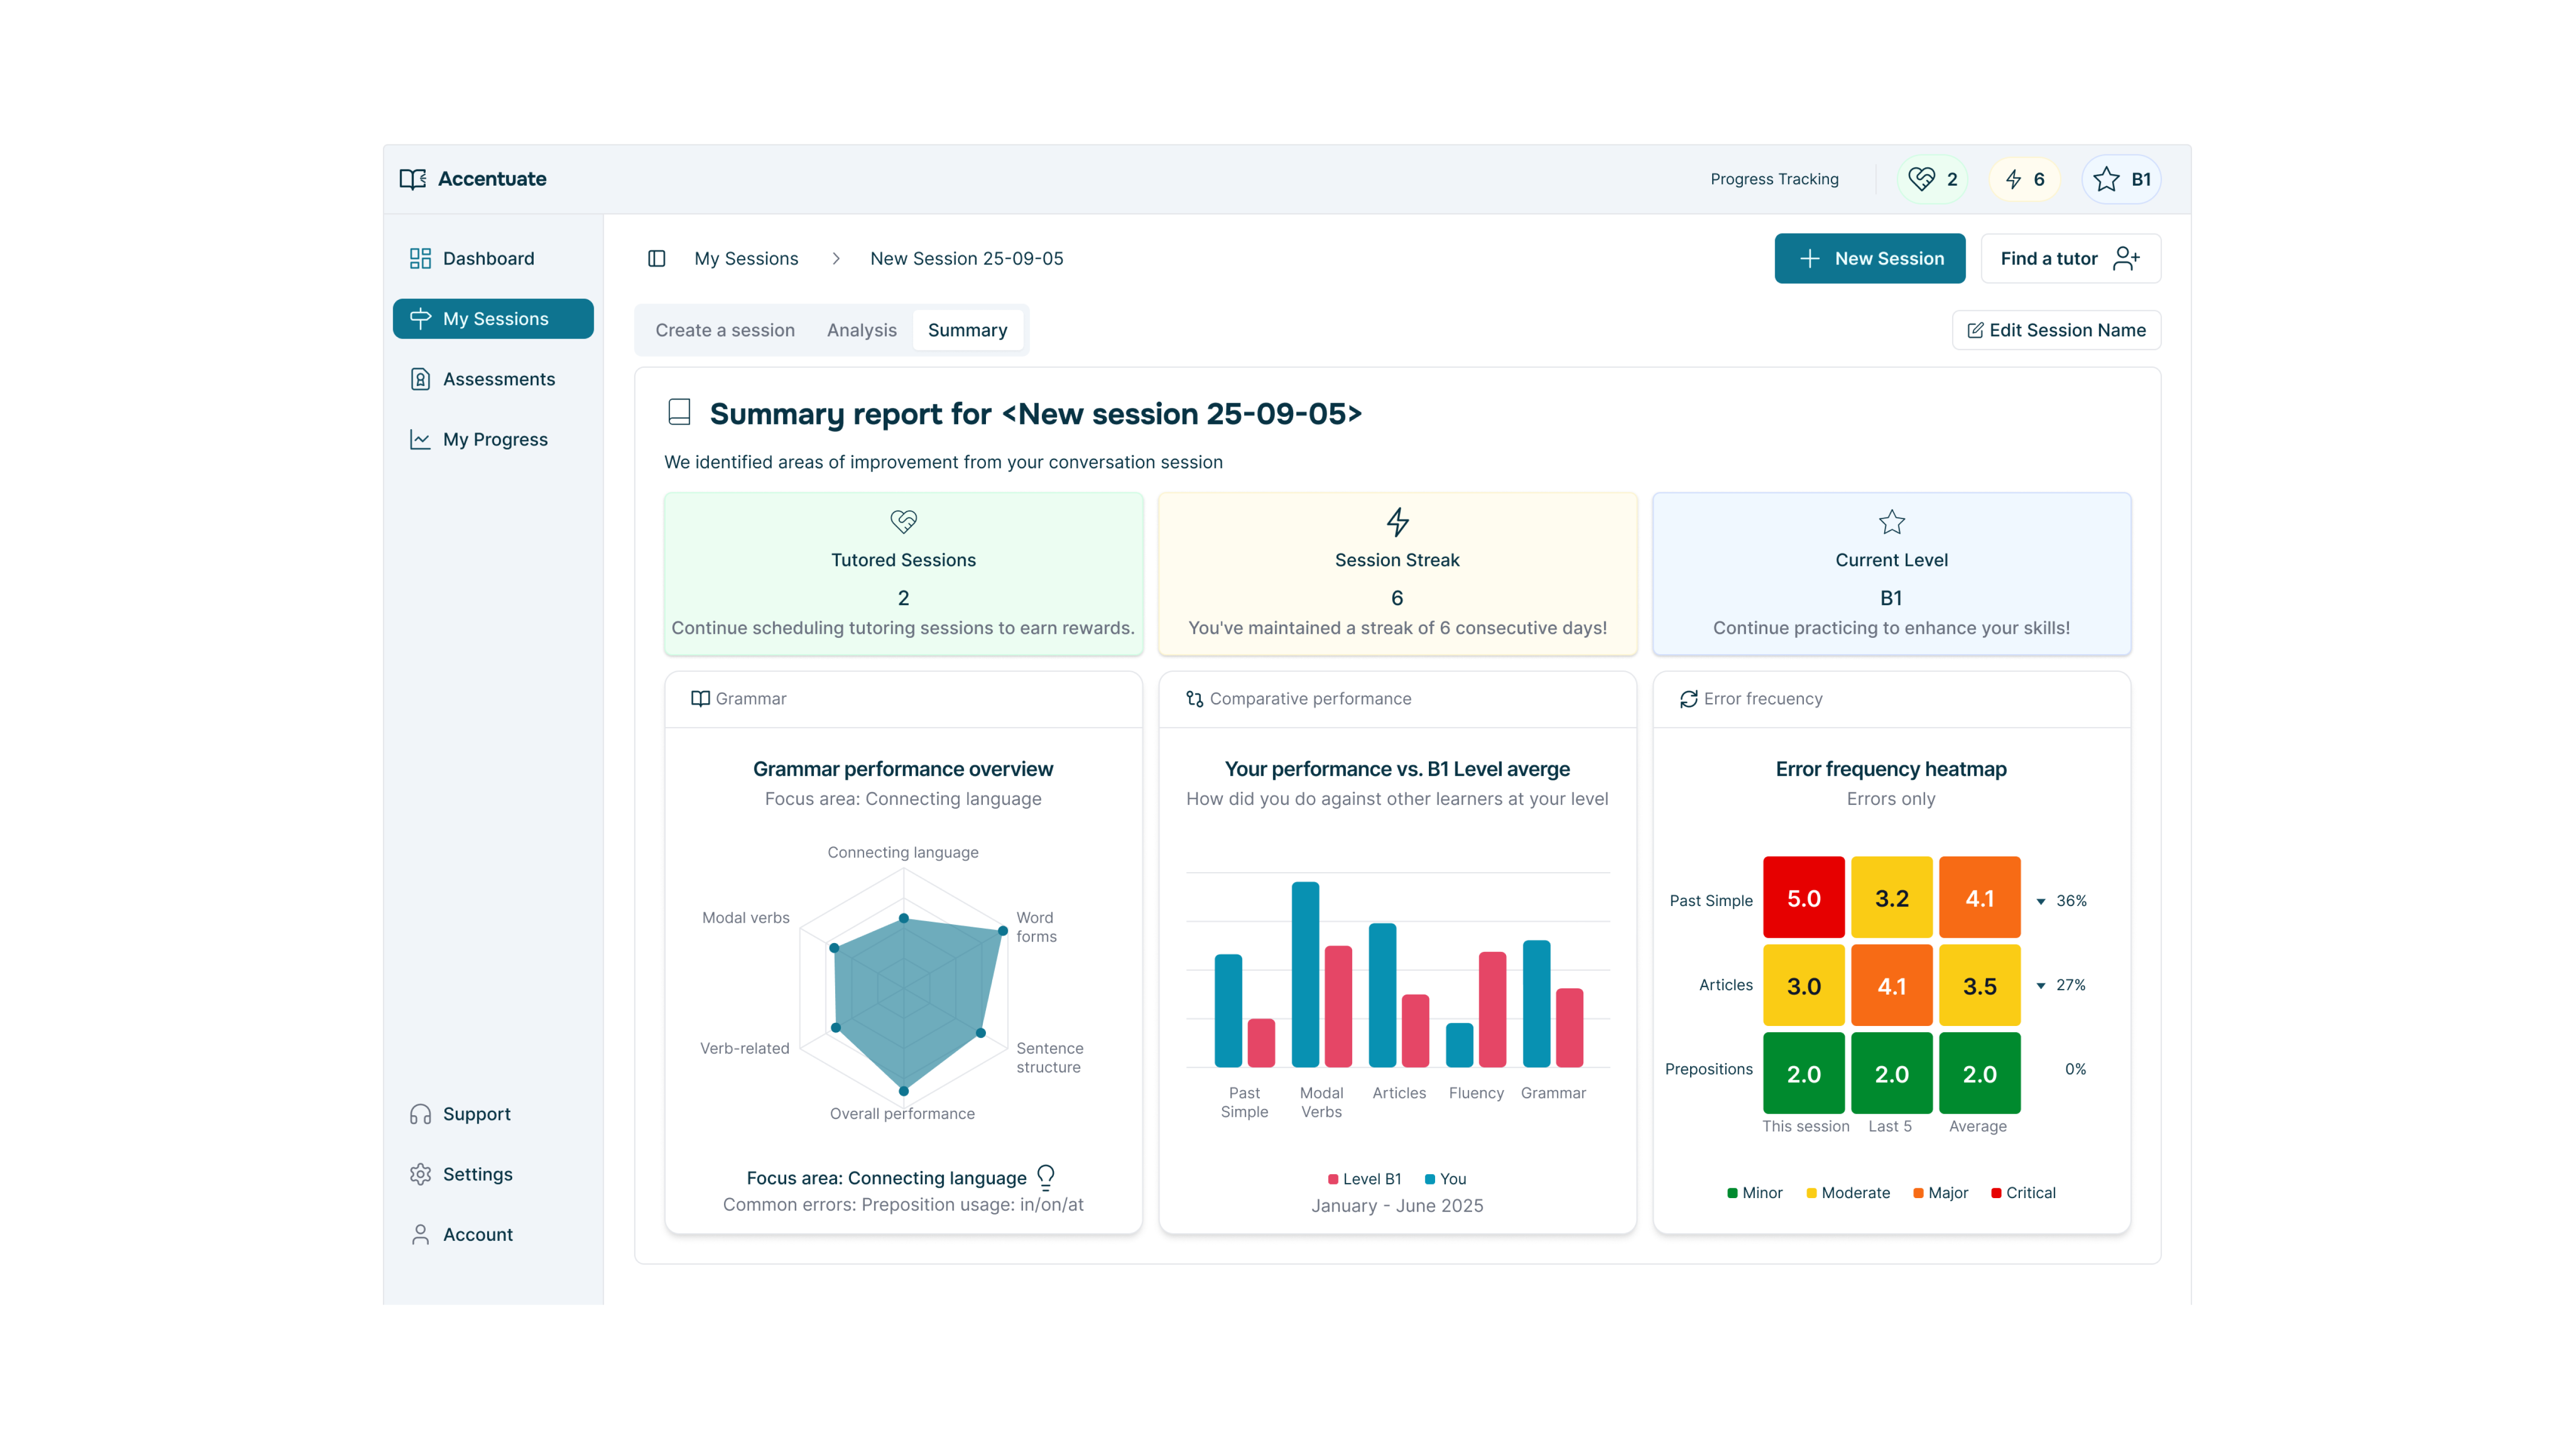 Accentuate
Progress Tracking
2
6
B1
Dashboard
My Sessions
Assessments
My Progress
Support
Settings
Account
My Sessions
New Session 25-09-05
New Session
Find a tutor
Create a session
Analysis
Summary
Edit Session Name
Summary report for <New session 25-09-05>
We identified areas of improvement from your conversation session
Tutored Sessions
2
Continue scheduling tutoring sessions to earn rewards.
Session Streak
6
You've maintained a streak of 6 consecutive days!
Current Level
B1
Continue practicing to enhance your skills!
Grammar
Grammar performance overview
Focus area: Connecting language
Connecting language
Modal verbs
Word
forms
Verb-related
Sentence
structure
Overall performance
Focus area: Connecting language
Common errors: Preposition usage: in/on/at
Comparative performance
Your performance vs. B1 Level averge
How did you do against other learners at your level
Past
Simple
Modal
Verbs
Articles
Fluency
Grammar
Level B1
You
January - June 2025
Error frecuency
Error frequency heatmap
Errors only
Past Simple
5.0
3.2
4.1
36%
Articles
3.0
4.1
3.5
27%
Prepositions
2.0
2.0
2.0
0%
This session
Last 5
Average
Minor
Moderate
Major
Critical